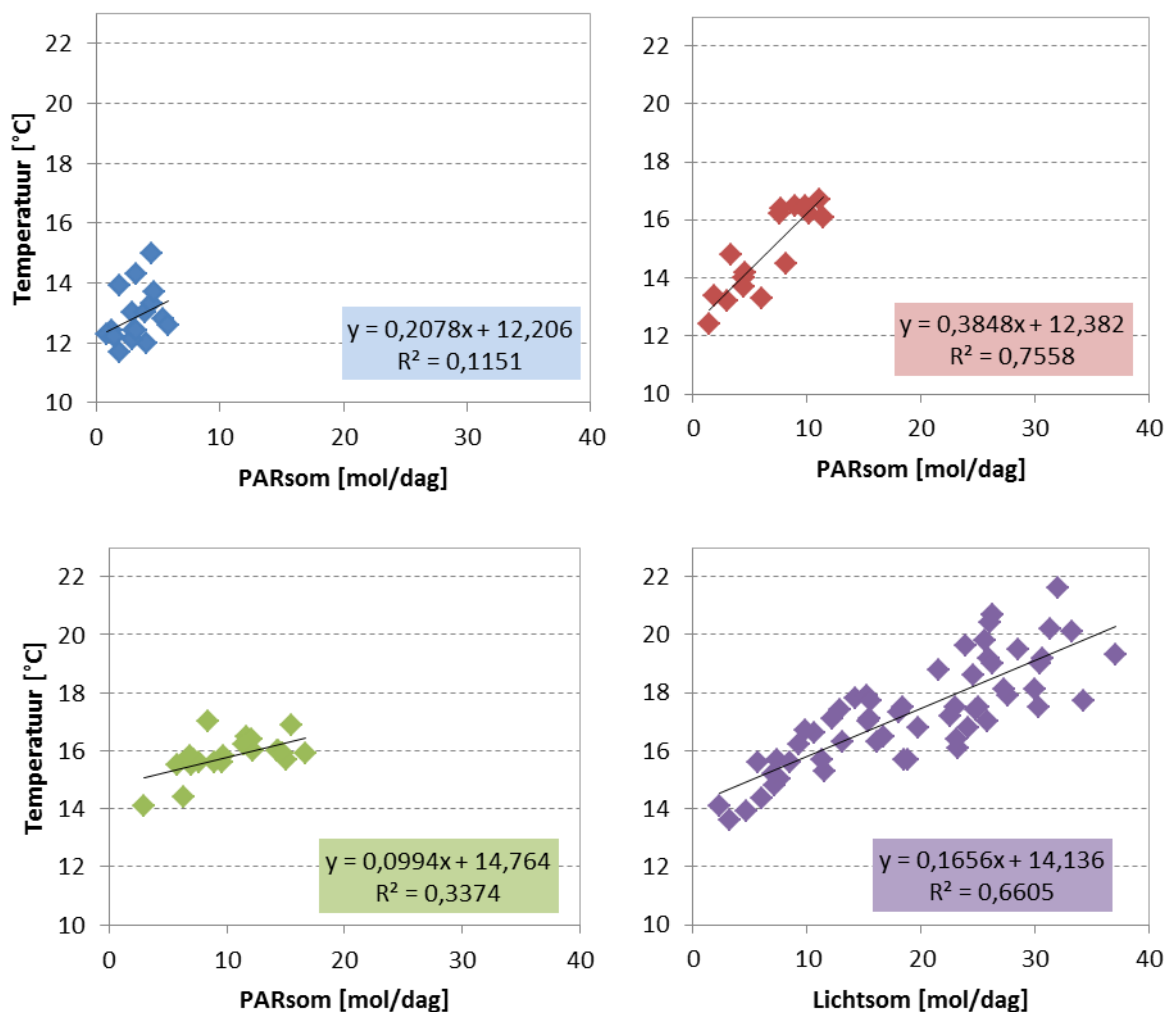 22
20
18
16
14
12
10
Temperatuur [°C]
y = 0,2078x + 12,206
R² = 0,1151
0 10 20 30 40
PARsom [mol/dag]
22
20
18
16
14
12
10
y = 0,3848x + 12,382
R² = 0,7558
0 10 20 30 40
PARsom [mol/dag]
22
20
18
16
14
12
10
Temperatuur [°C]
y = 0,0994x + 14,764
R² = 0,3374
0 10 20 30 40
PARsom [mol/dag]
22
20
18
16
14
12
10
y = 0,1656x + 14,136
R² = 0,6605
0 10 20 30 40
Lichtsom [mol/dag]